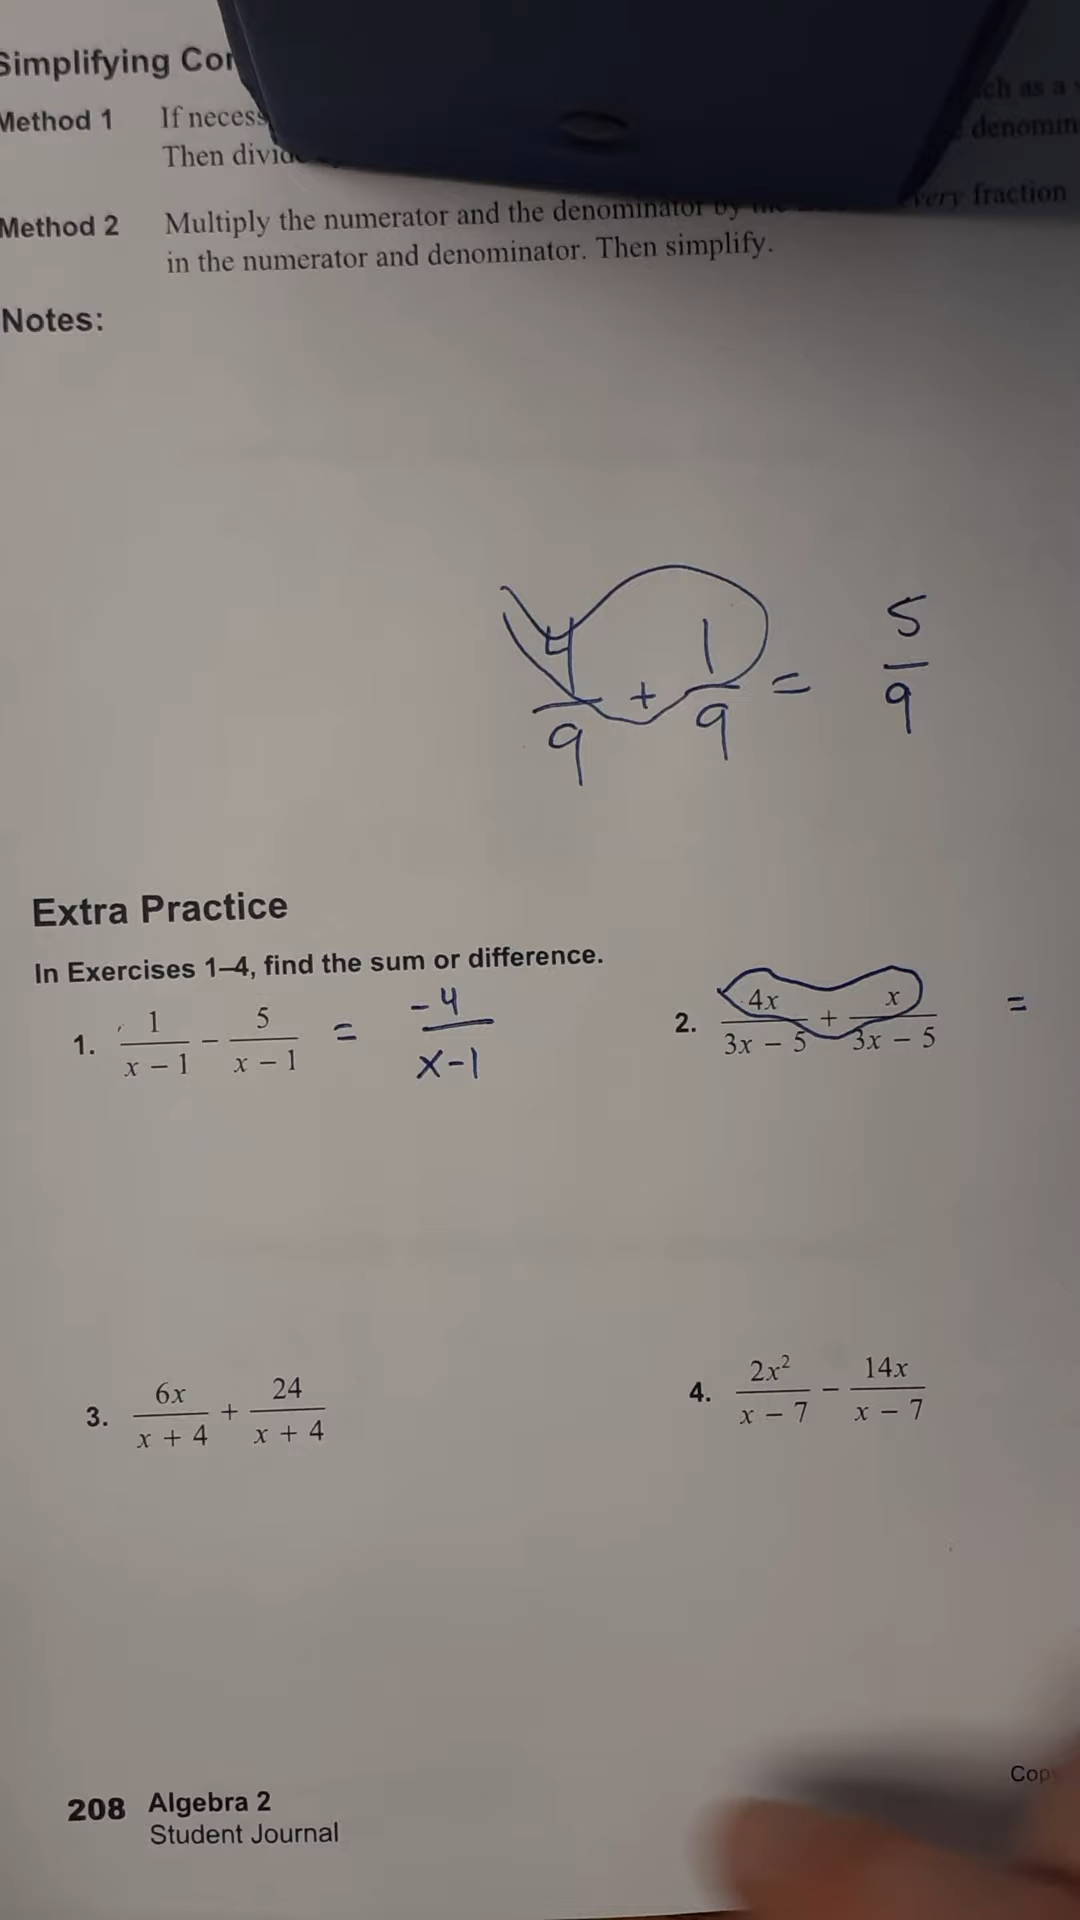 Simplifying Co
Method 1 If necess ch as a
Then divide denomin
Method 2 Multiply the numerator and the denominator by very fraction
in the numerator and denominator. Then simplify.
Notes:
4/9 + 1/9 = 5/9
Extra Practice
In Exercises 1–4, find the sum or difference.
1. 1/(x – 1) – 5/(x – 1) = -4/(x-1)
2. 4x/(3x – 5) + x/(3x – 5) =
3. 6x/(x + 4) + 24/(x + 4)
4. 2x²/(x – 7) – 14x/(x – 7)
Cop
208 Algebra 2
Student Journal